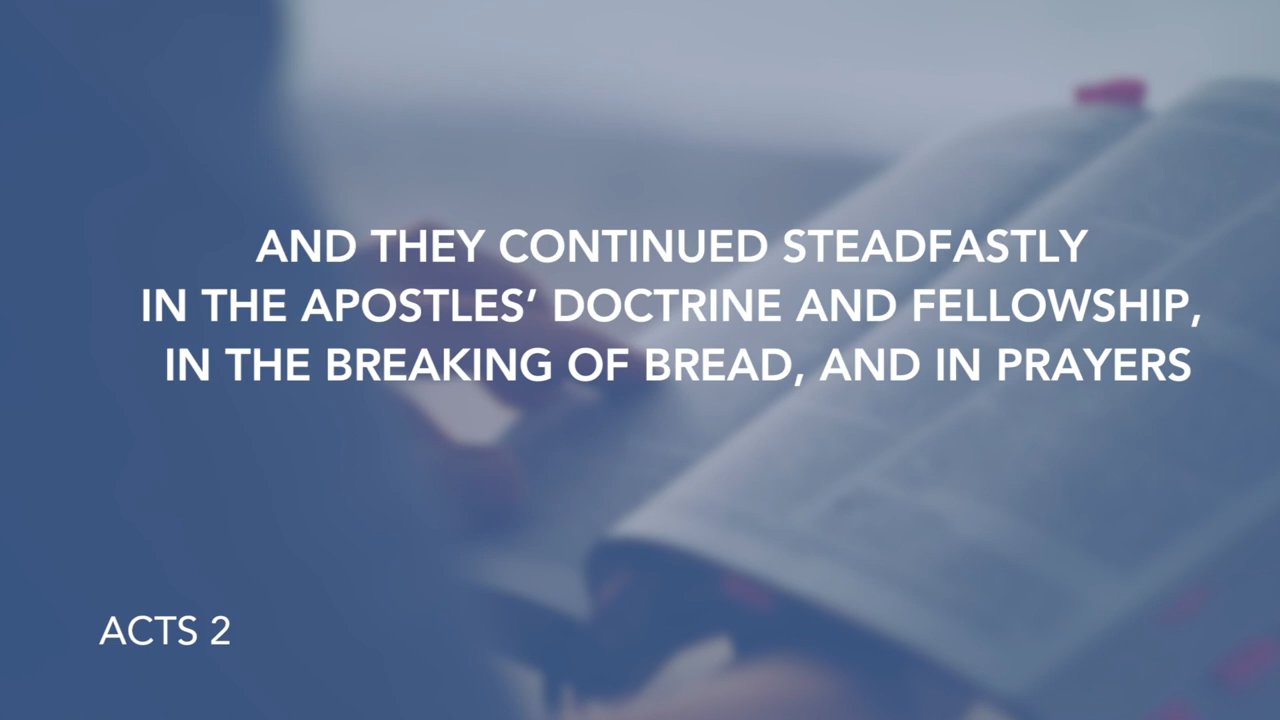 AND THEY CONTINUED STEADFASTLY
IN THE APOSTLES’ DOCTRINE AND FELLOWSHIP,
IN THE BREAKING OF BREAD, AND IN PRAYERS
ACTS 2